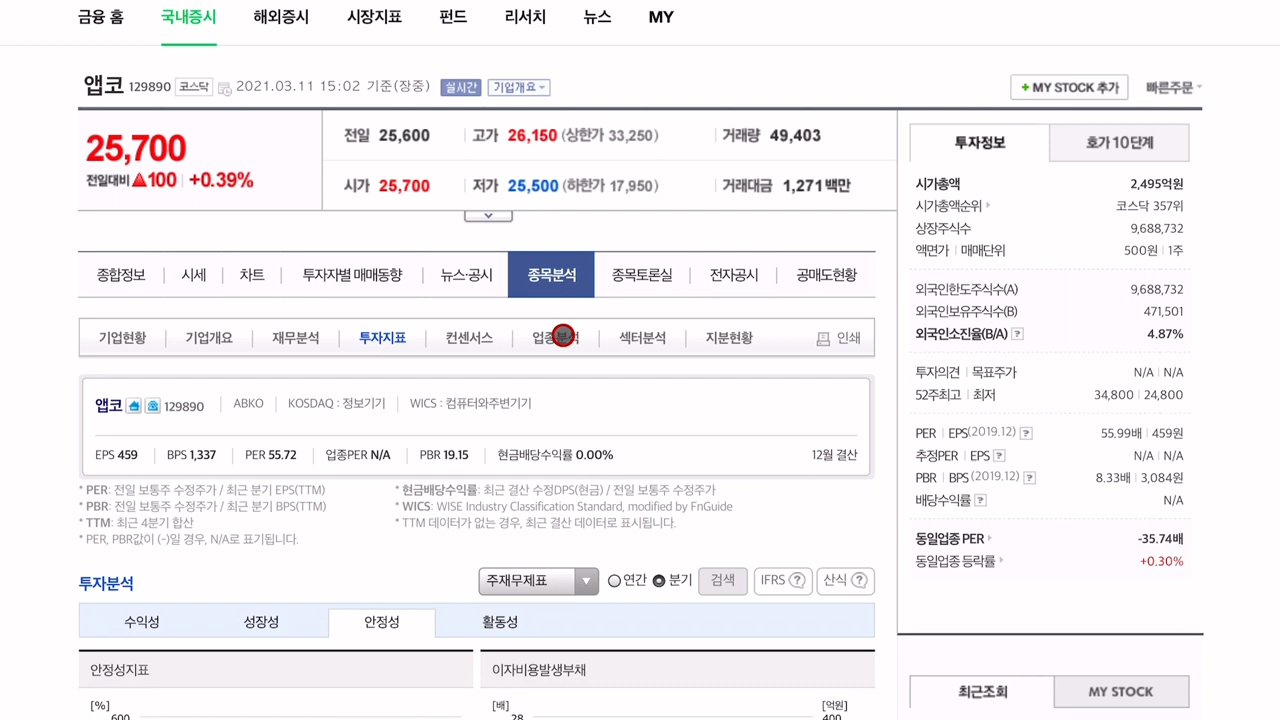 금융 홈 국내증시 해외증시 시장지표 펀드 리서치 뉴스 MY
앱코 129890 코스닥 2021.03.11 15:02 기준(장중) 실시간 기업개요
+ MY STOCK 추가 빠른주문
25,700
전일대비 ▲100 +0.39%
전일 25,600 고가 26,150 (상한가 33,250) 거래량 49,403
시가 25,700 저가 25,500 (하한가 17,950) 거래대금 1,271 백만
종합정보 시세 차트 투자자별 매매동향 뉴스·공시 종목분석 종목토론실 전자공시 공매도현황
기업현황 기업개요 재무분석 투자지표 컨센서스 업종분석 섹터분석 지분현황 인쇄
앱코 129890 ABKO KOSDAQ : 정보기기 WICS : 컴퓨터와주변기기
EPS 459 BPS 1,337 PER 55.72 업종PER N/A PBR 19.15 현금배당수익률 0.00% 12월 결산
* PER: 전일 보통주 수정주가 / 최근 분기 EPS(TTM) * 현금배당수익률: 최근 결산 수정DPS(현금) / 전일 보통주 수정주가
* PBR: 전일 보통주 수정주가 / 최근 분기 BPS(TTM) * WICS: WISE Industry Classification Standard, modified by FnGuide
* TTM: 최근 4분기 합산 * TTM 데이터가 없는 경우, 최근 결산 데이터로 표시됩니다.
* PER, PBR값이 (-)일 경우, N/A로 표기됩니다.
투자분석 주재무제표 연간 분기 검색 IFRS ? 산식 ?
수익성 성장성 안정성 활동성
안정성지표 이자비용발생부채
[%] [배] [억원]
600 28 400
투자정보 호가 10단계
시가총액 2,495억원
시가총액순위 코스닥 357위
상장주식수 9,688,732
액면가 | 매매단위 500원 | 1주
외국인한도주식수(A) 9,688,732
외국인보유주식수(B) 471,501
외국인소진율(B/A) ? 4.87%
투자의견 | 목표주가 N/A | N/A
52주최고 | 최저 34,800 | 24,800
PER | EPS(2019.12) ? 55.99배 | 459원
추정PER | EPS ? N/A | N/A
PBR | BPS (2019.12) ? 8.33배 | 3,084원
배당수익률 ? N/A
동일업종 PER -35.74배
동일업종 등락률 +0.30%
최근조회 MY STOCK